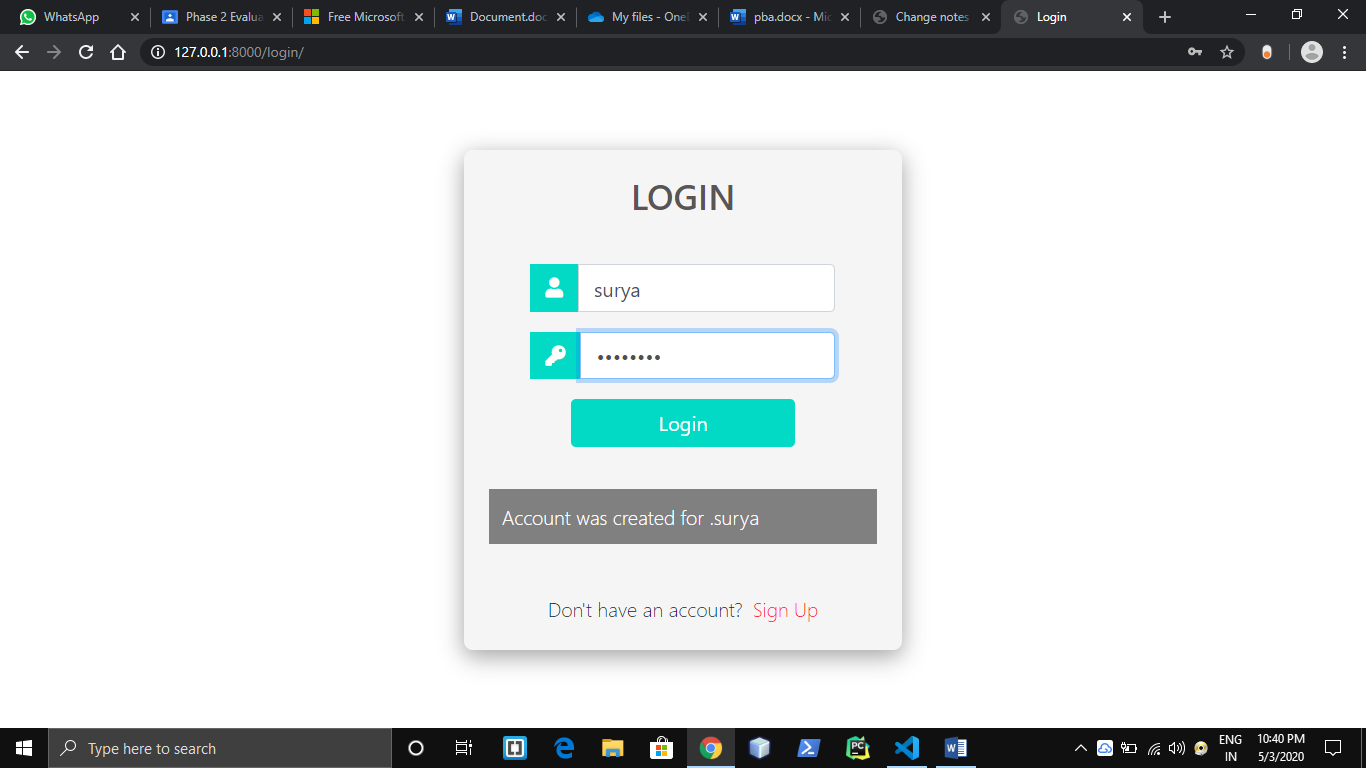 WhatsApp
Phase 2 Evalua
Free Microsoft
Document.doc
My files - One
pba.docx - Mic
Change notes
Login
127.0.0.1:8000/login/
LOGIN
surya
••••••••
Login
Account was created for .surya
Don't have an account? Sign Up
Type here to search
PC
ENG
IN
10:40 PM
5/3/2020